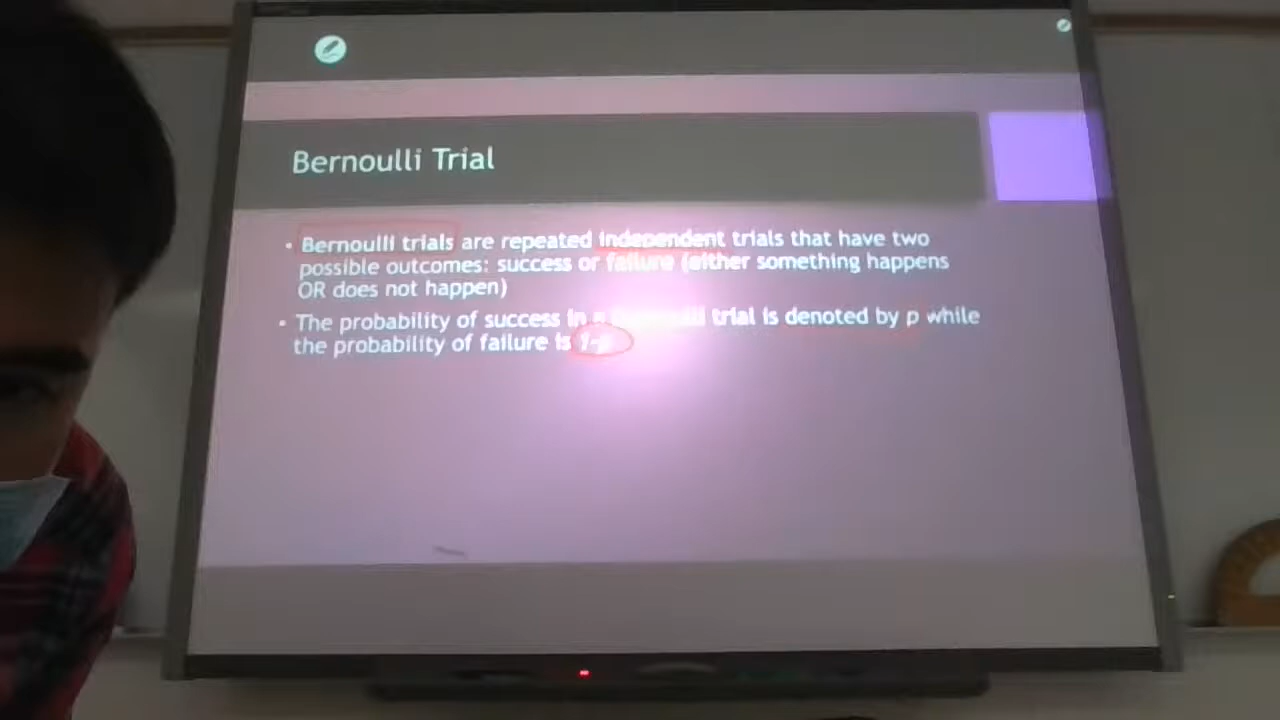 Bernoulli Trial
• Bernoulli trials are repeated independent trials that have two
possible outcomes: success or failure (either something happens
OR does not happen)
• The probability of success in a trial is denoted by p while
the probability of failure is 1-p